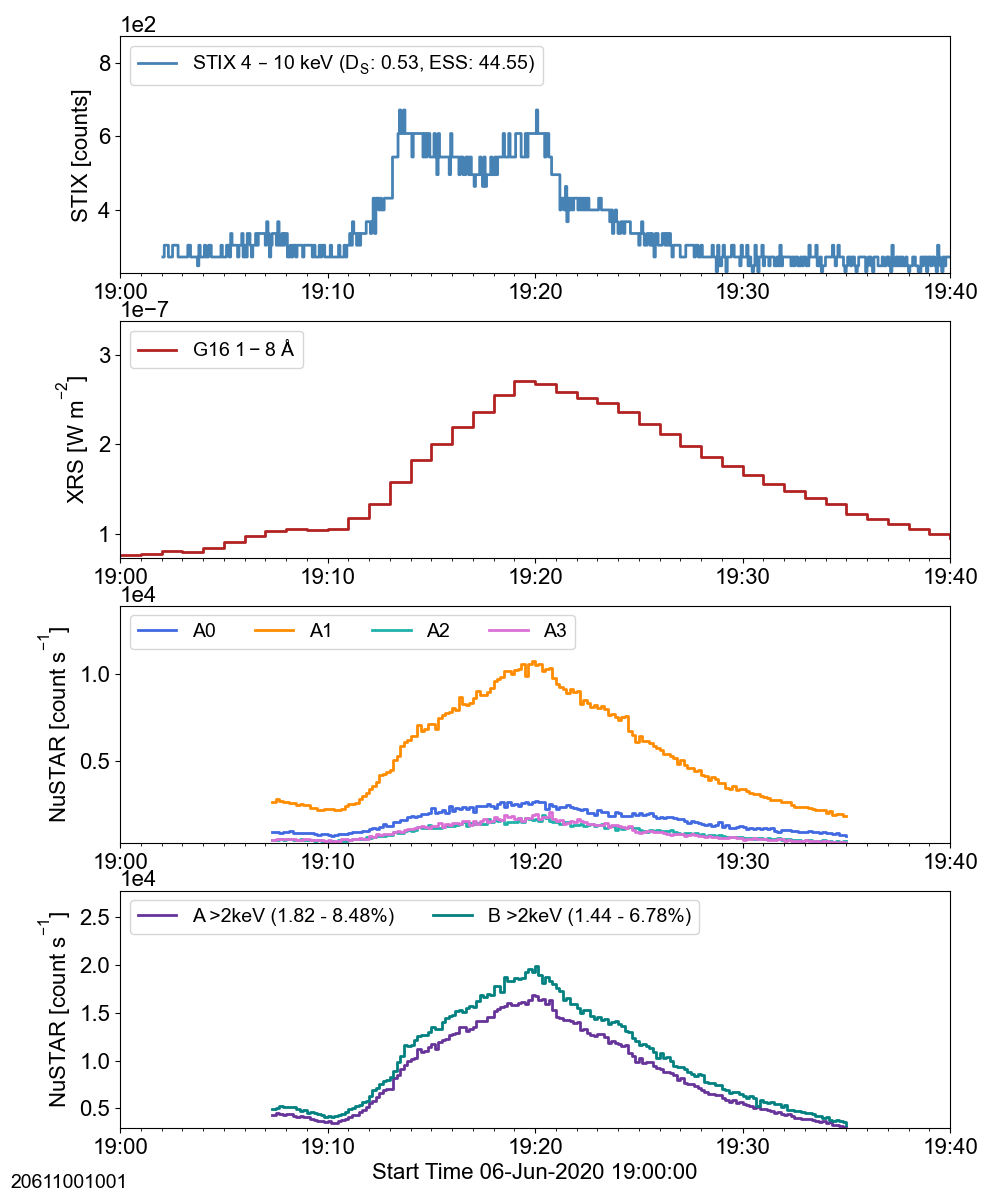 1e2
STIX 4 – 10 keV (DS: 0.53, ESS: 44.55)
STIX [counts]
8
6
4
19:00 19:10 19:20 19:30 19:40
1e−7
G16 1 − 8 Å
XRS [W m−2]
3
2
1
19:00 19:10 19:20 19:30 19:40
1e4
A0 A1 A2 A3
NuSTAR [count s−1]
1.0
0.5
19:00 19:10 19:20 19:30 19:40
1e4
A >2keV (1.82 - 8.48%) B >2keV (1.44 - 6.78%)
NuSTAR [count s−1]
2.5
2.0
1.5
1.0
0.5
19:00 19:10 19:20 19:30 19:40
Start Time 06-Jun-2020 19:00:00
20611001001